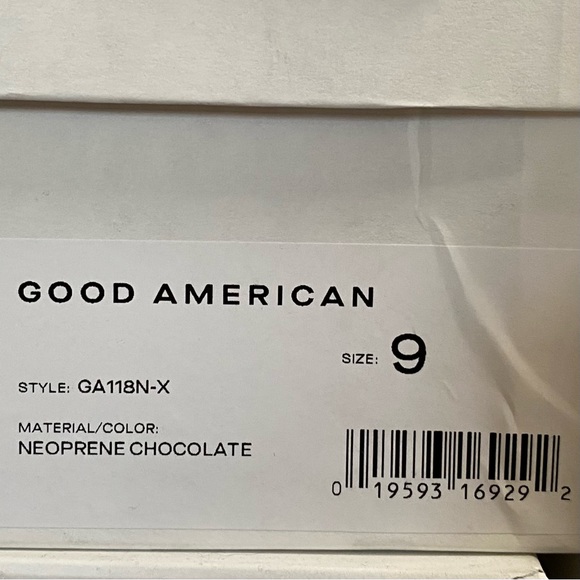 GOOD AMERICAN
SIZE: 9
STYLE: GA118N-X
MATERIAL/COLOR:
NEOPRENE CHOCOLATE
0 19593 16929 2